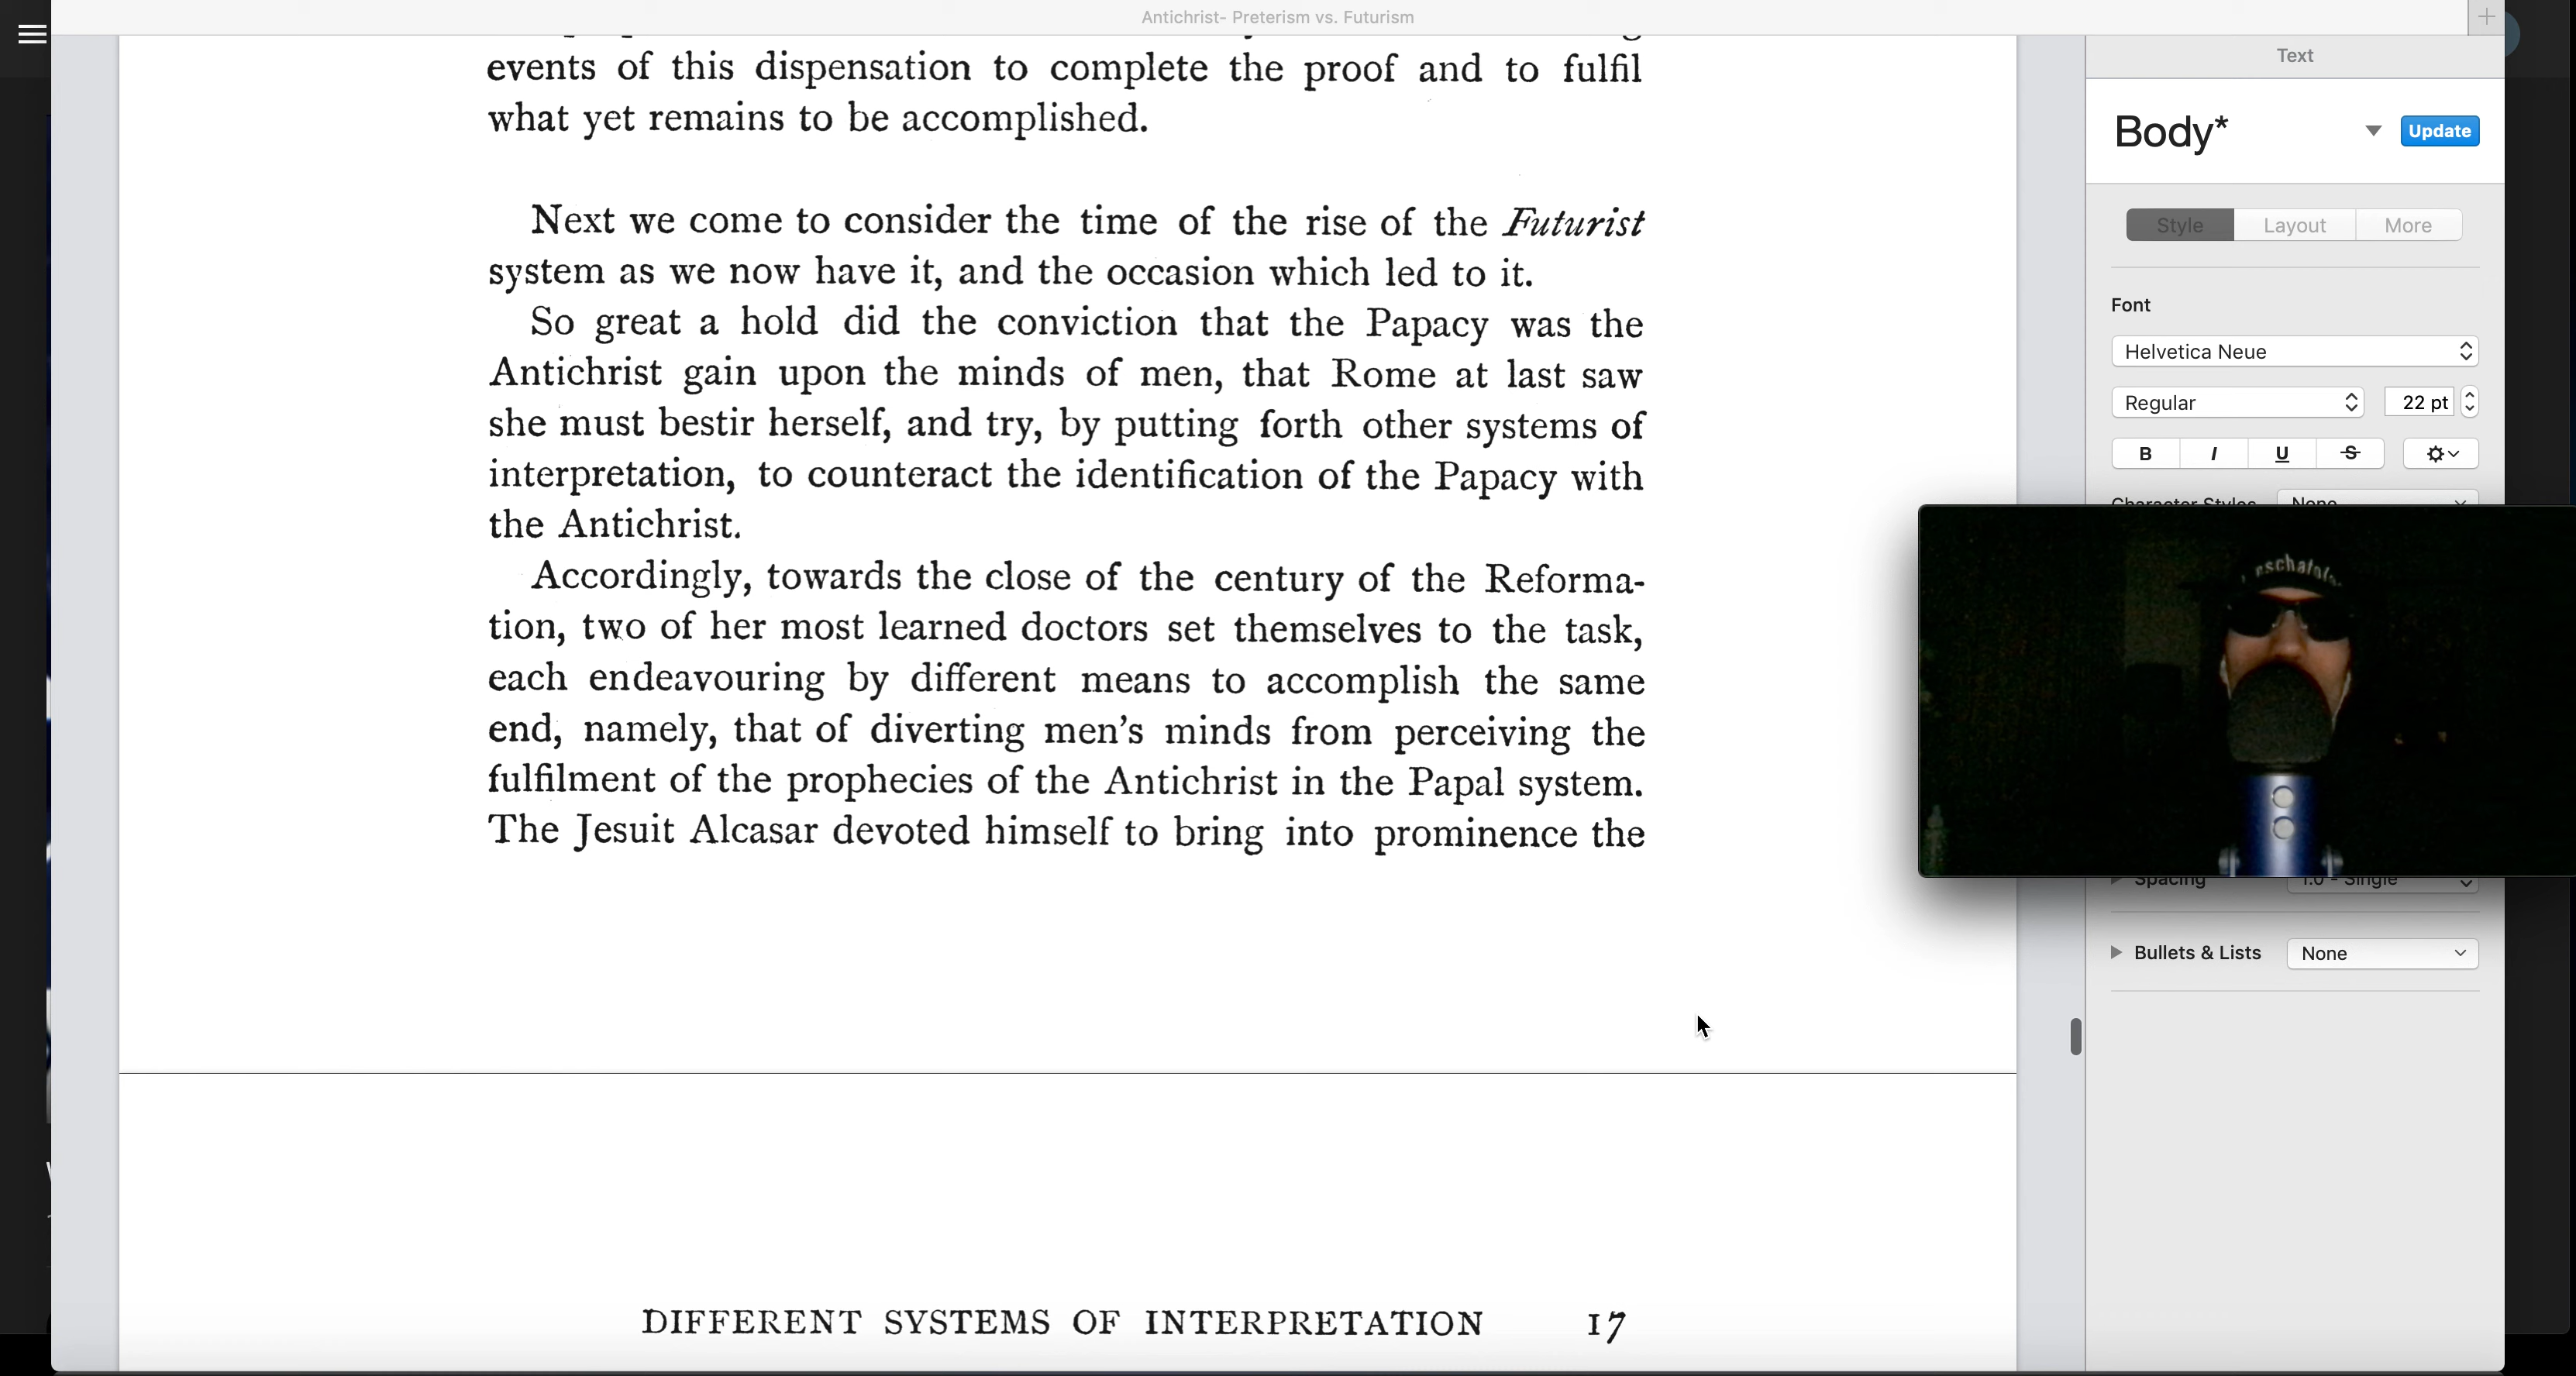 Antichrist- Preterism vs. Futurism
events of this dispensation to complete the proof and to fulfil
what yet remains to be accomplished.
Next we come to consider the time of the rise of the Futurist
system as we now have it, and the occasion which led to it.
So great a hold did the conviction that the Papacy was the
Antichrist gain upon the minds of men, that Rome at last saw
she must bestir herself, and try, by putting forth other systems of
interpretation, to counteract the identification of the Papacy with
the Antichrist.
Accordingly, towards the close of the century of the Reforma-
tion, two of her most learned doctors set themselves to the task,
each endeavouring by different means to accomplish the same
end, namely, that of diverting men's minds from perceiving the
fulfilment of the prophecies of the Antichrist in the Papal system.
The Jesuit Alcasar devoted himself to bring into prominence the
DIFFERENT SYSTEMS OF INTERPRETATION 17
Text
Body*
Update
Style Layout More
Font
Helvetica Neue
Regular 22 pt
B I U S
Character Styles None
Spacing 1.0 - Single
Bullets & Lists None